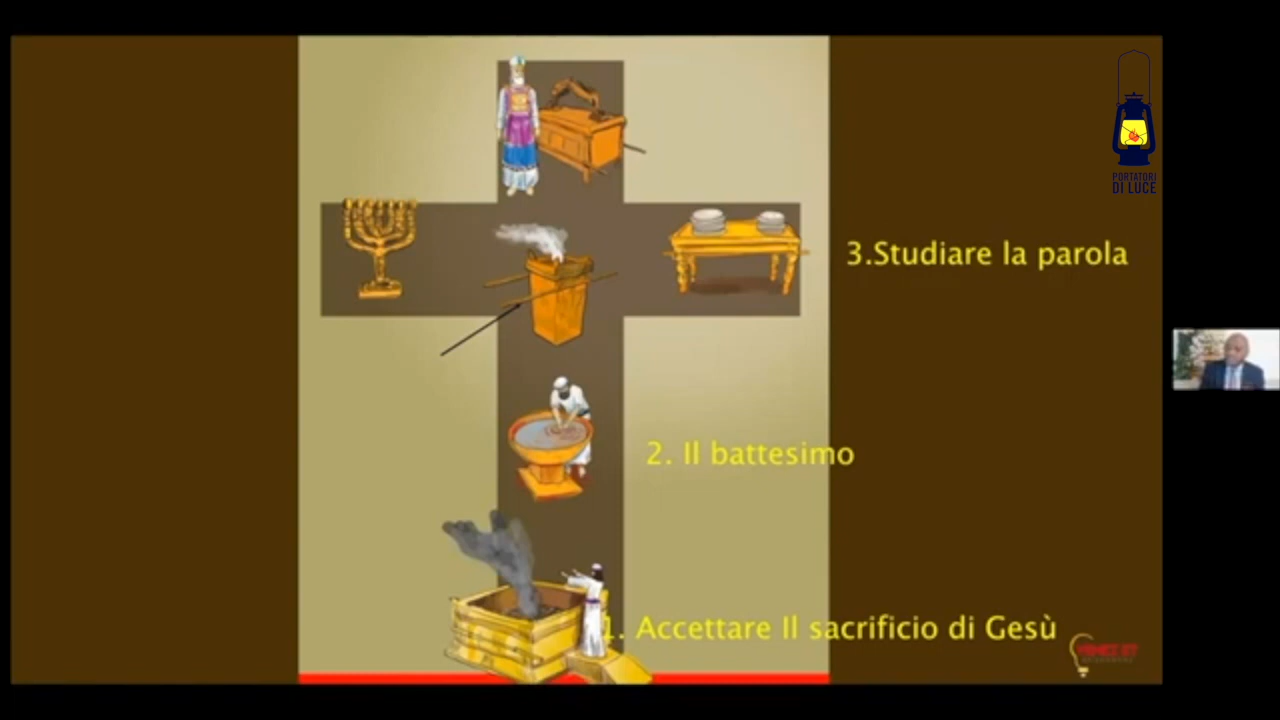 PORTATORI
DI LUCE
3.Studiare la parola
2. Il battesimo
1. Accettare Il sacrificio di Gesù